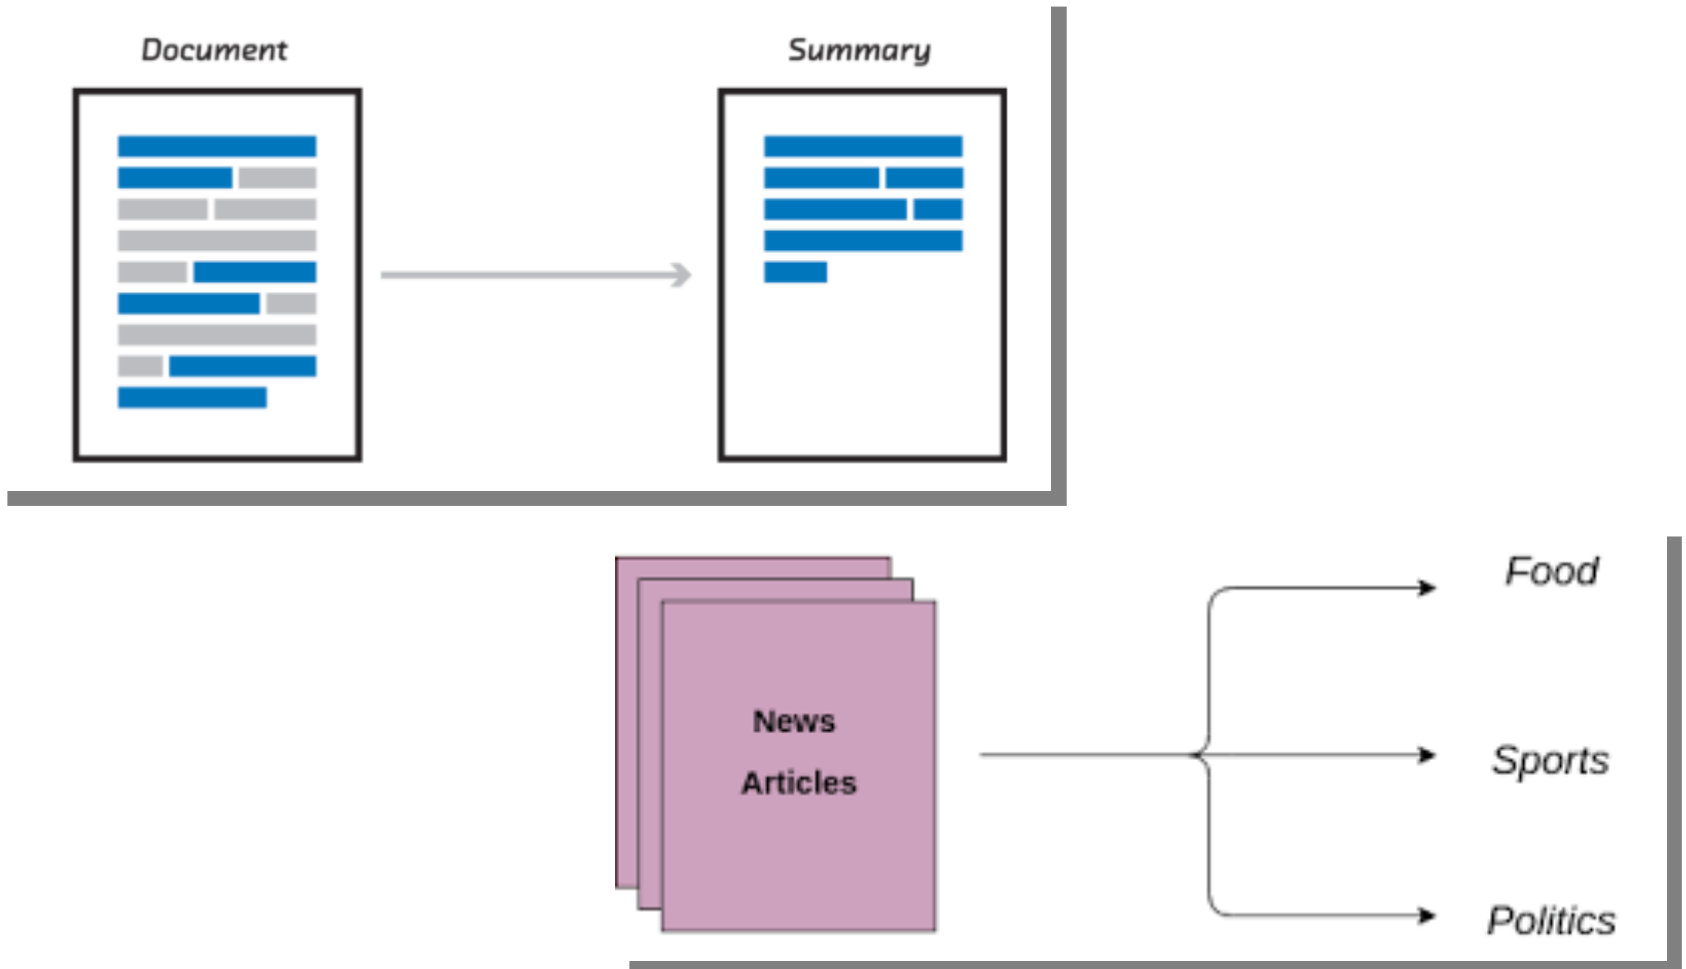 Document
Summary
News
Articles
Food
Sports
Politics